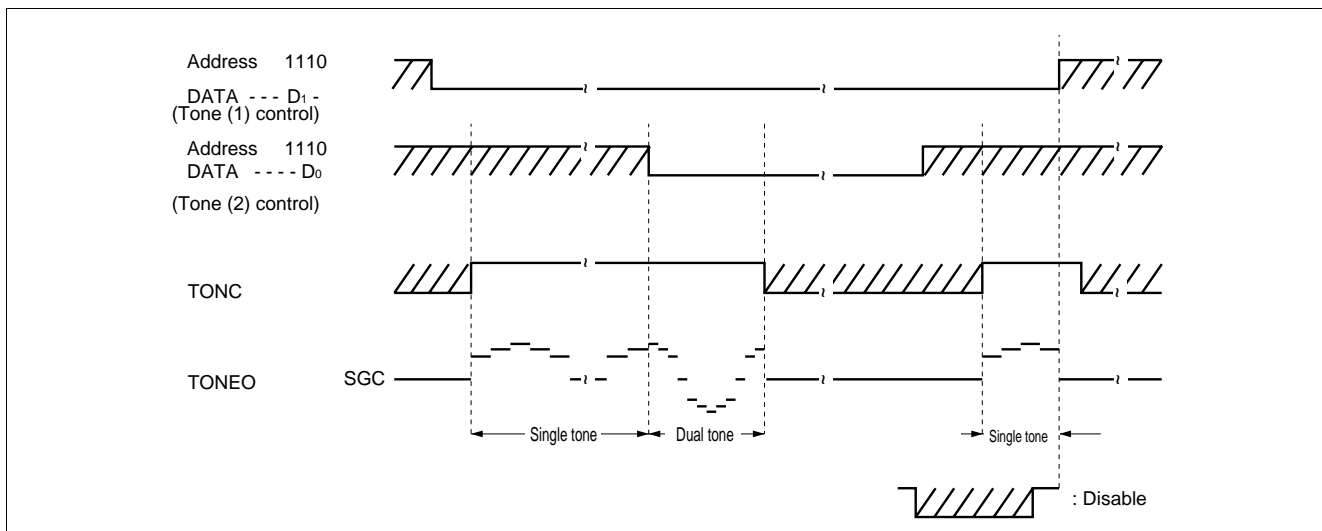 Address 1110
DATA - - - D₁ -
(Tone (1) control)
Address 1110
DATA - - - - D₀
(Tone (2) control)
TONC
TONEO SGC
Single tone Dual tone Single tone
: Disable